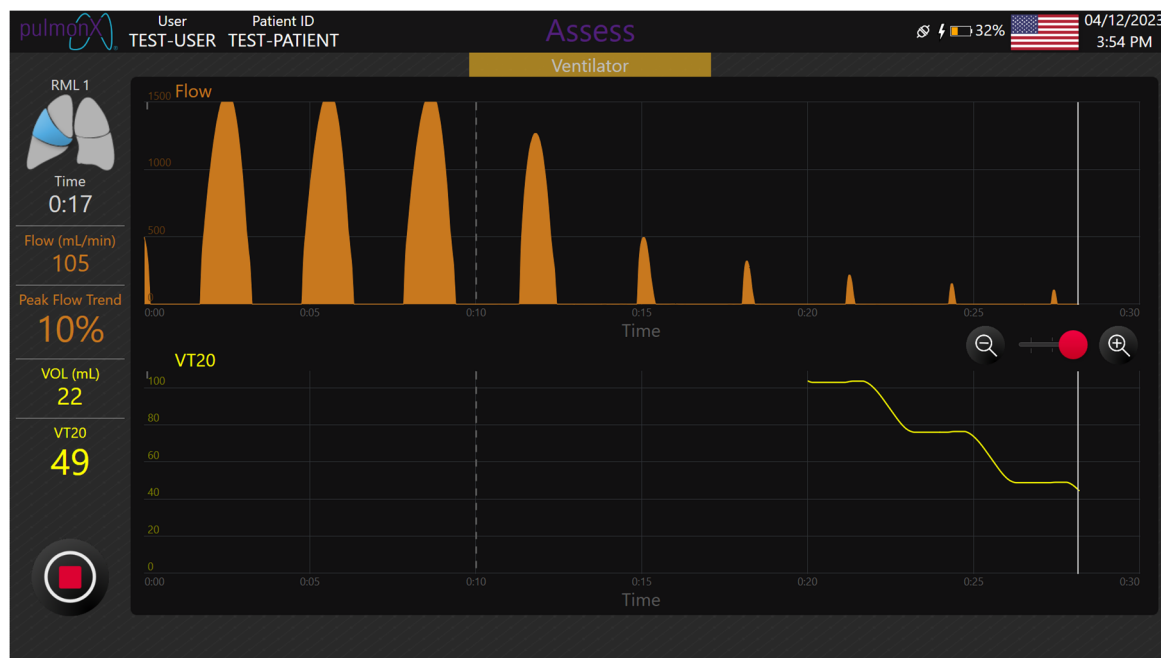 pulmonX
User
TEST-USER
Patient ID
TEST-PATIENT
Assess
32%
04/12/2023
3:54 PM
Ventilator
RML 1
Time
0:17
Flow (mL/min)
105
Peak Flow Trend
10%
VOL (mL)
22
VT20
49
Flow
1500
1000
500
0
0:00 0:05 0:10 0:15 0:20 0:25 0:30
Time
VT20
100
80
60
40
20
0
0:00 0:05 0:10 0:15 0:20 0:25 0:30
Time